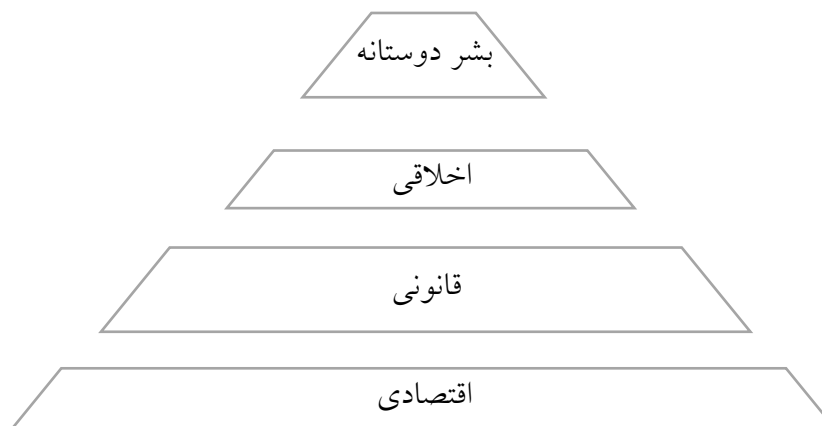 بشر دوستانه
اخلاقی
قانونی
اقتصادی